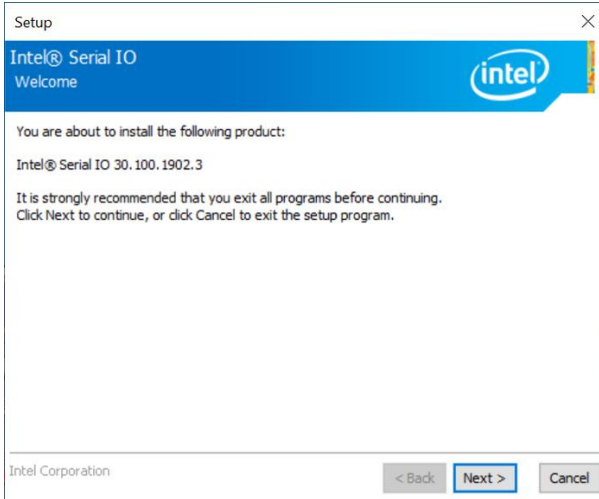 Setup
Intel® Serial IO
Welcome
intel
You are about to install the following product:
Intel® Serial IO 30.100.1902.3
It is strongly recommended that you exit all programs before continuing.
Click Next to continue, or click Cancel to exit the setup program.
Intel Corporation
< Back Next > Cancel